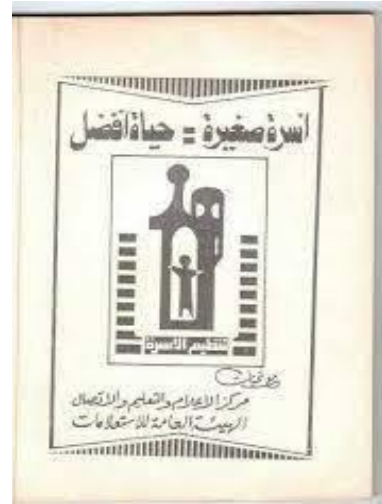 أسرة صغيرة = حياة أفضل
تنظيم الأسرة
مركز الإعلام والتعليم والاتصال
الهيئة العامة للاستعلامات